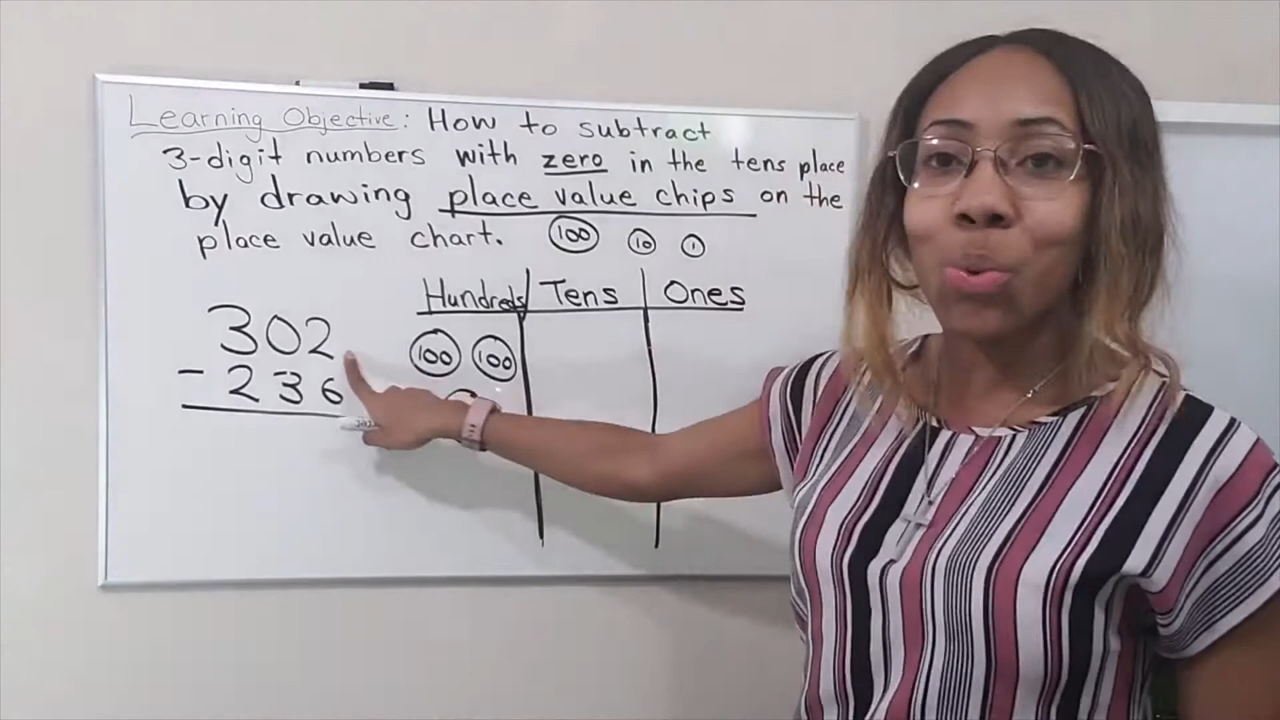 Learning Objective: How to subtract
3-digit numbers with zero in the tens place
by drawing place value chips on the
place value chart. 100 10 1
Hundreds Tens Ones
302
100 100
- 236